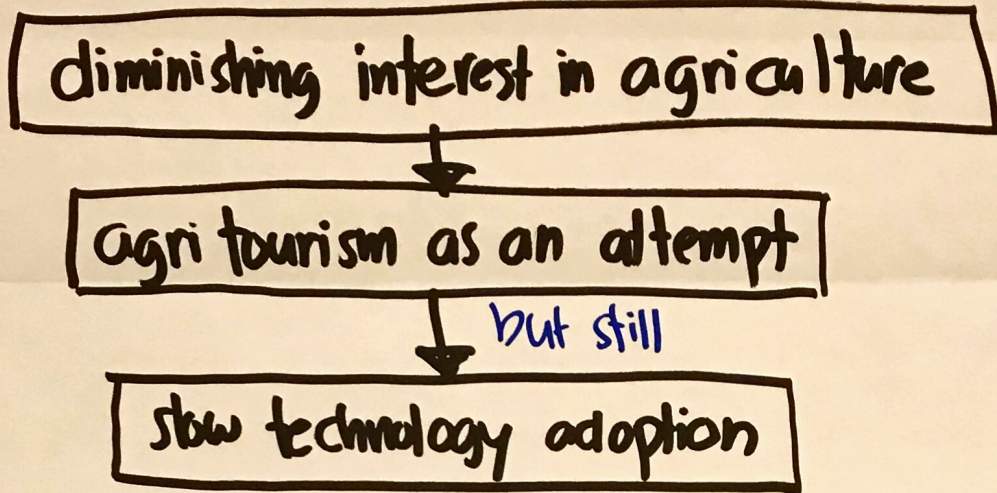 diminishing interest in agriculture
agri tourism as an attempt
but still
slow technology adoption